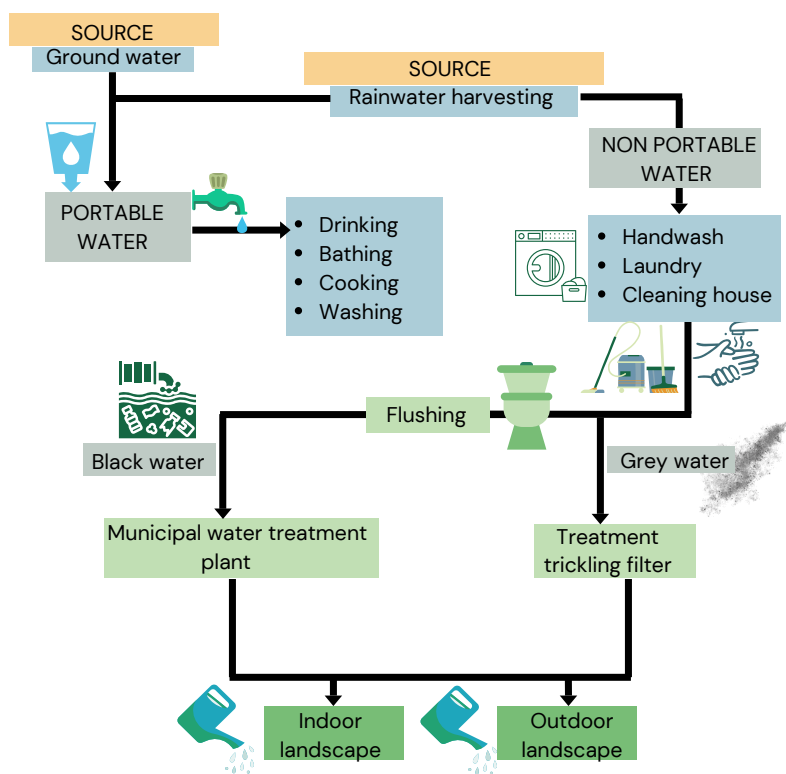 SOURCE
Ground water
SOURCE
Rainwater harvesting
NON PORTABLE
WATER
PORTABLE
WATER
• Drinking
• Bathing
• Cooking
• Washing
• Handwash
• Laundry
• Cleaning house
Flushing
Black water
Grey water
Municipal water treatment
plant
Treatment
trickling filter
Indoor
landscape
Outdoor
landscape